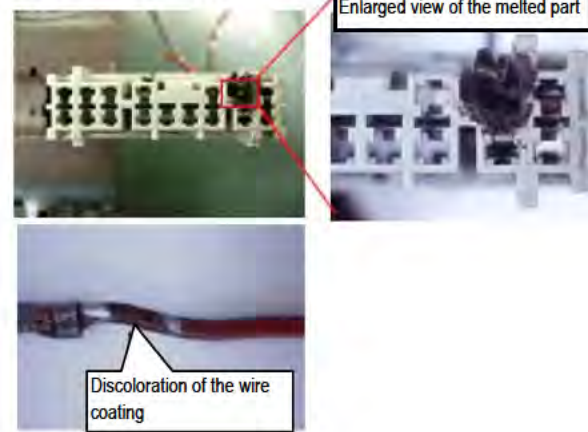 Enlarged view of the melted part
Discoloration of the wire
coating